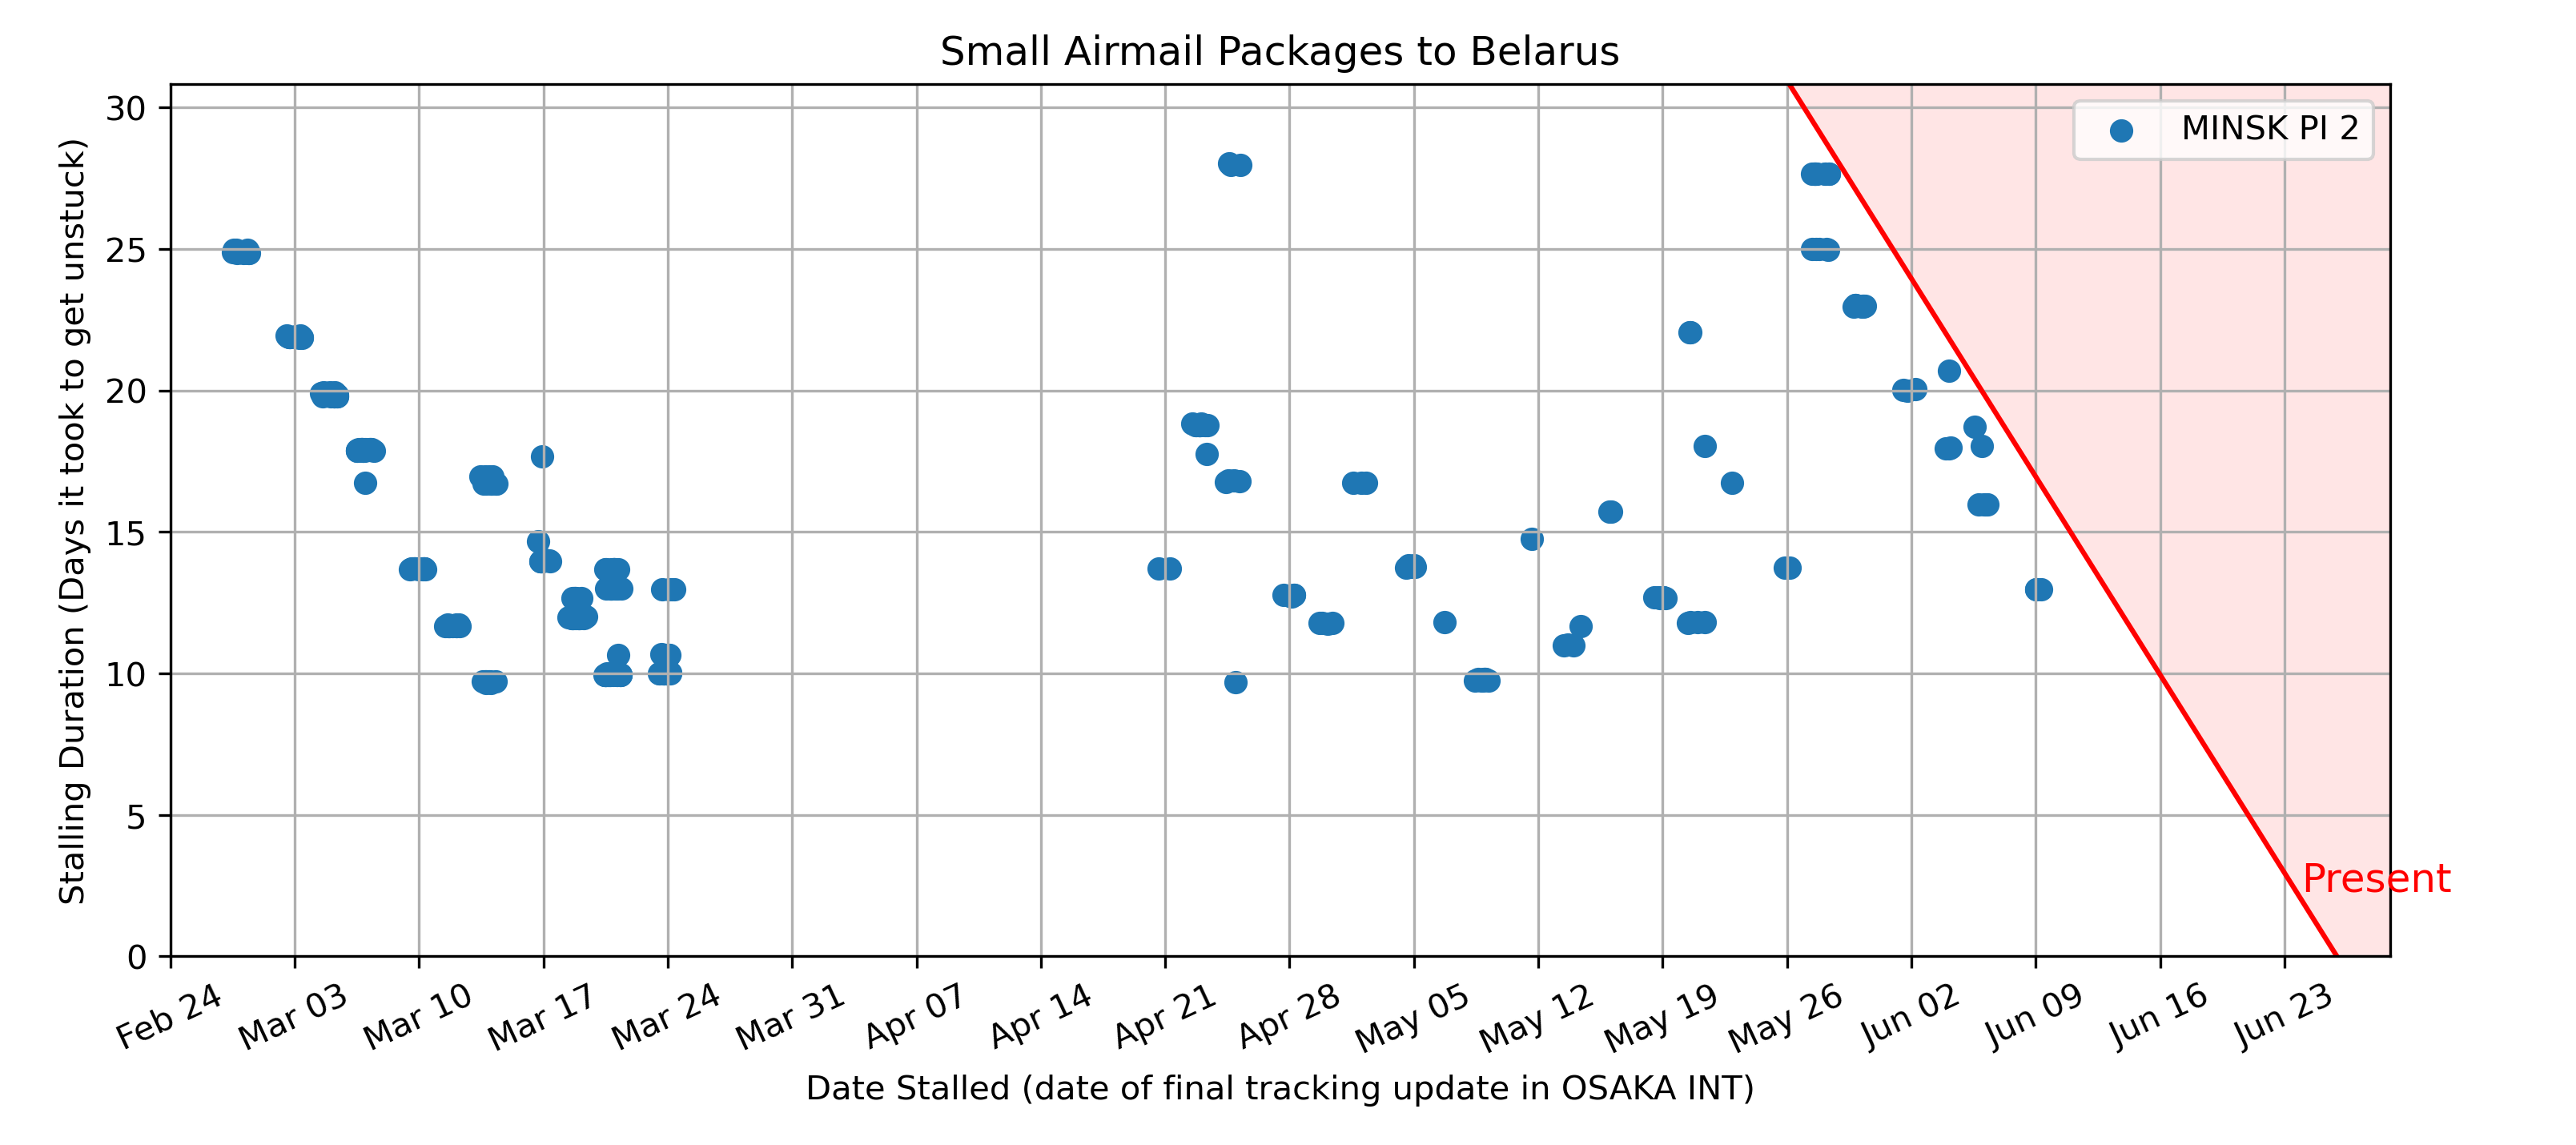 Small Airmail Packages to Belarus
Stalling Duration (Days it took to get unstuck)
30
25
20
15
10
5
0
MINSK PI 2
Present
Feb 24
Mar 03
Mar 10
Mar 17
Mar 24
Mar 31
Apr 07
Apr 14
Apr 21
Apr 28
May 05
May 12
May 19
May 26
Jun 02
Jun 09
Jun 16
Jun 23
Date Stalled (date of final tracking update in OSAKA INT)